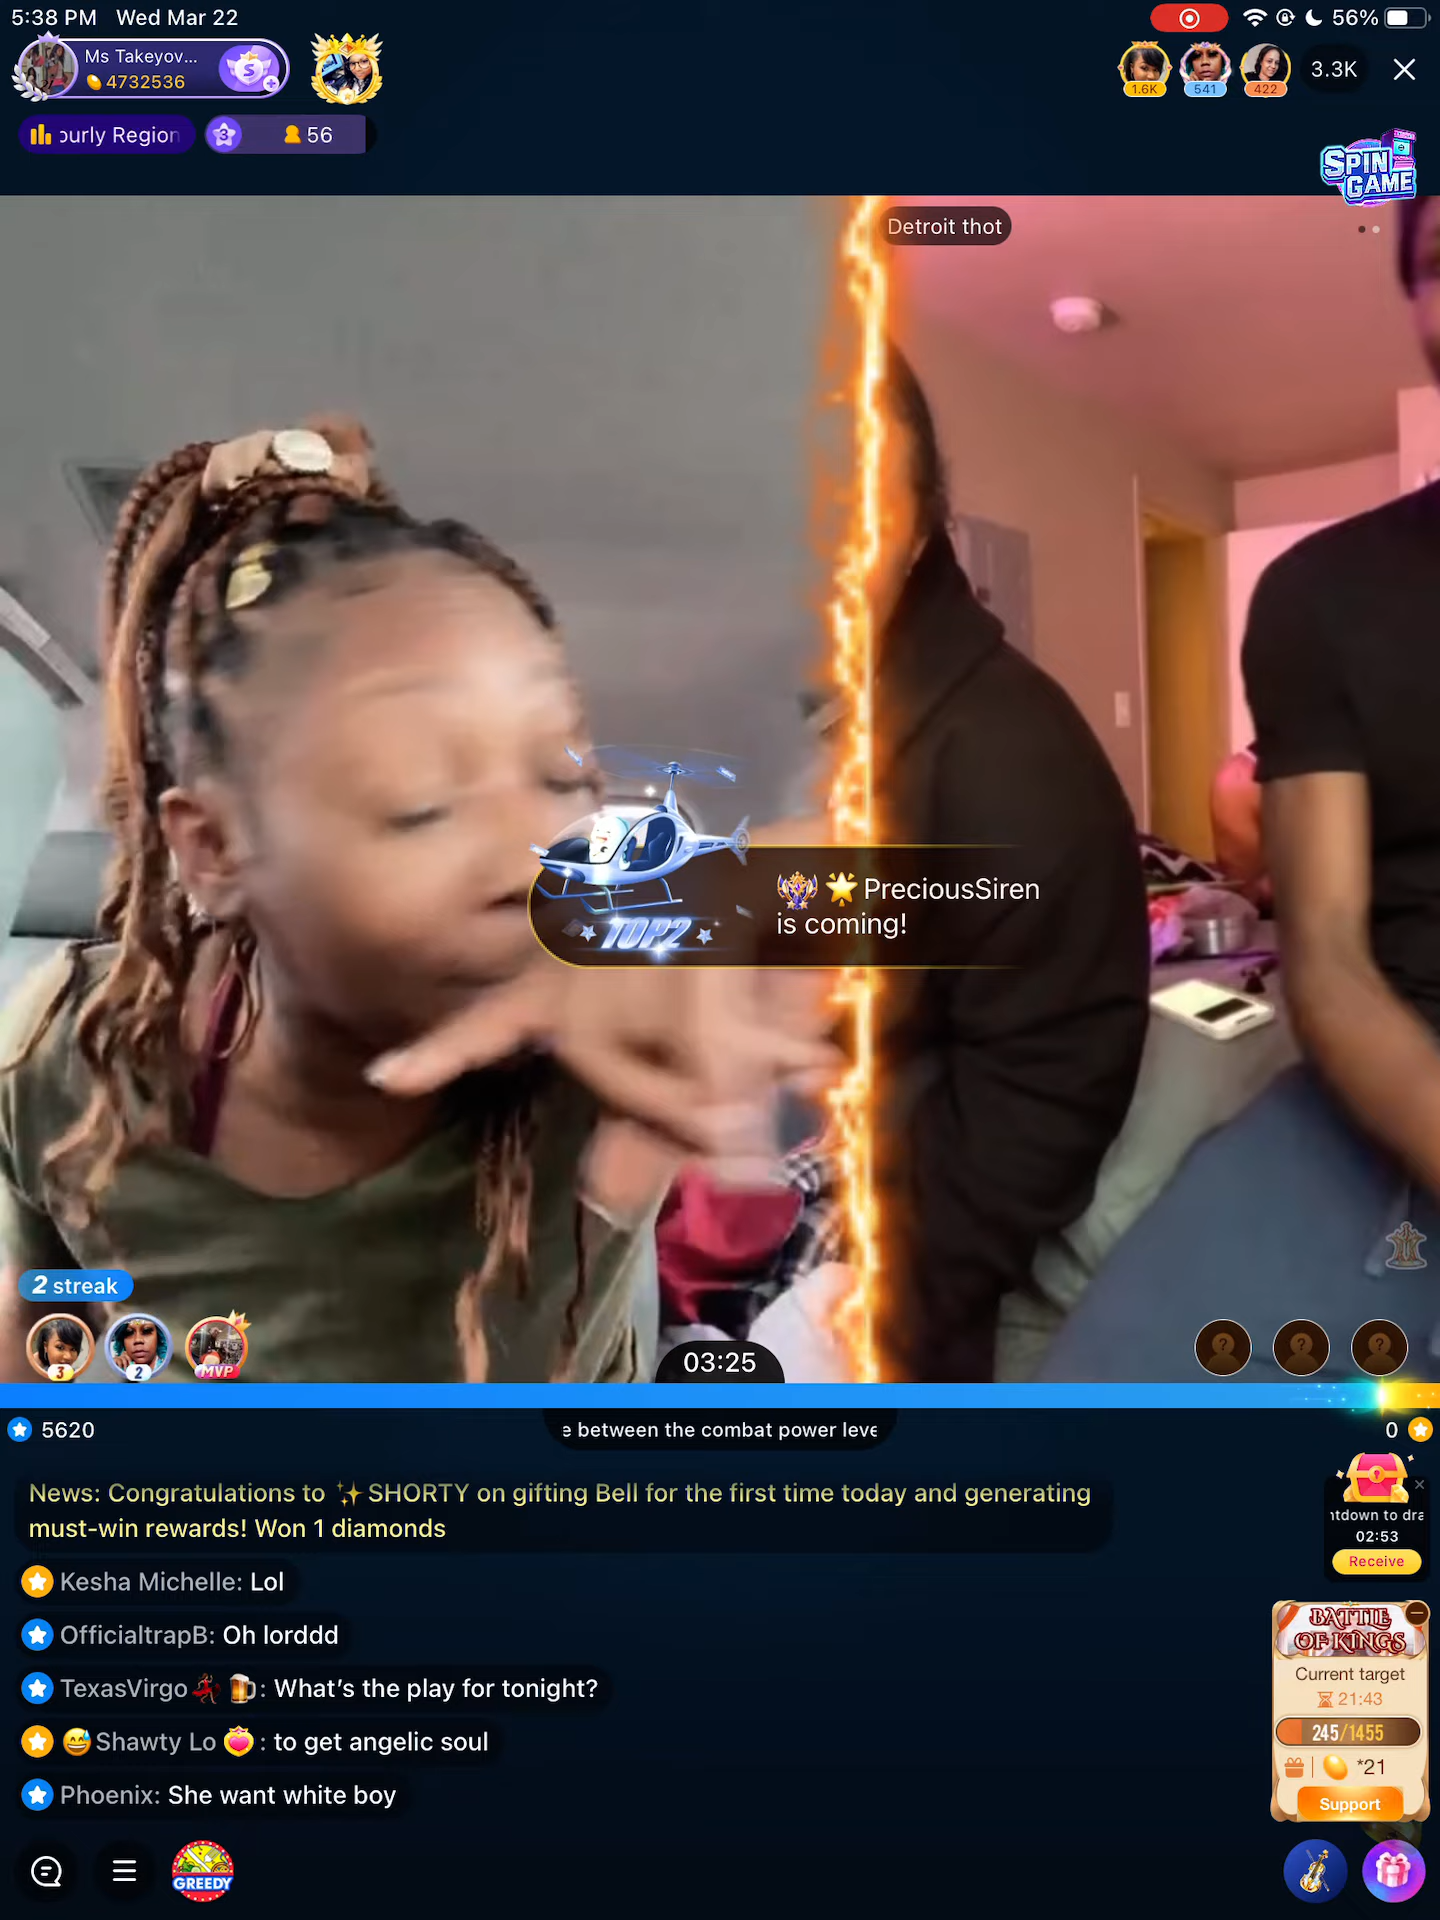 5:38 PM Wed Mar 22
56%
Ms Takeyov...
4732536
S
1.6K
541
422
3.3K
ourly Region
3
56
SPIN
GAME
Detroit thot
PreciousSiren
is coming!
TOP2
2 streak
3
2
MVP
03:25
5620
e between the combat power leve
0
News: Congratulations to ✨SHORTY on gifting Bell for the first time today and generating
must-win rewards! Won 1 diamonds
ntdown to dra
02:53
Receive
Kesha Michelle: Lol
OfficialtrapB: Oh lorddd
TexasVirgo💃🍺: What's the play for tonight?
😅Shawty Lo🍑: to get angelic soul
Phoenix: She want white boy
BATTLE
OF KINGS
Current target
21:43
245/1455
*21
Support
GREEDY